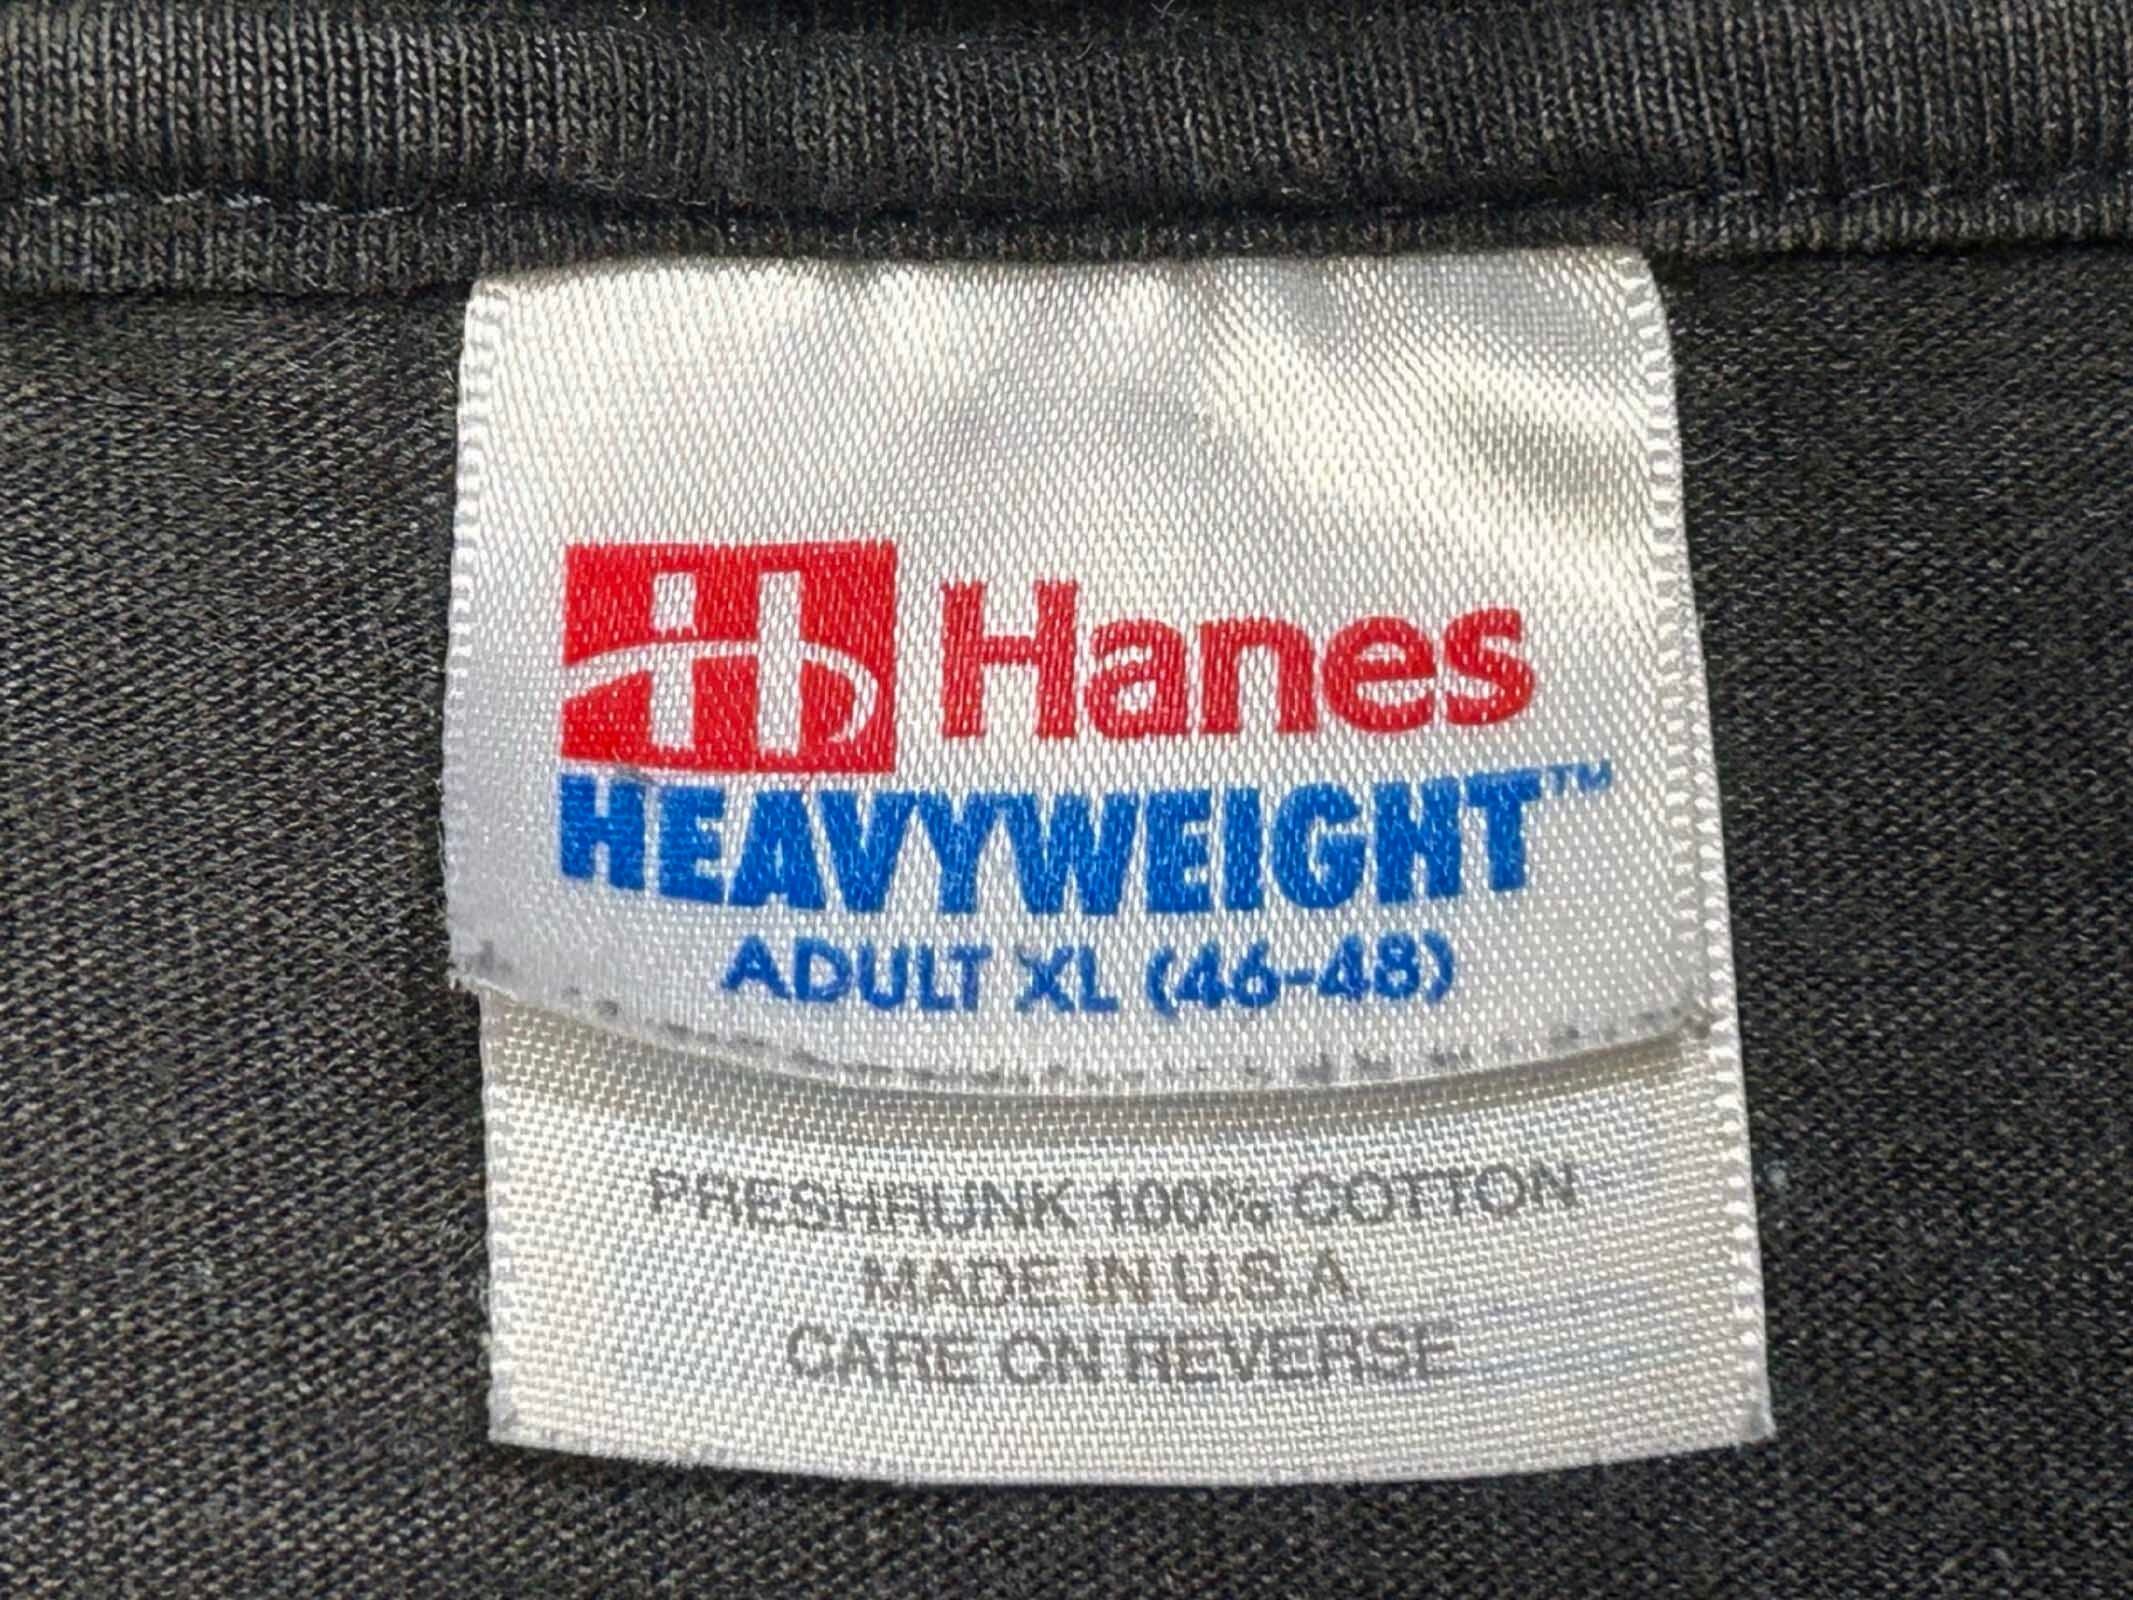 Hanes
HEAVYWEIGHT™
ADULT XL (46-48)
PRESHRUNK 100% COTTON
MADE IN U.S.A.
CARE ON REVERSE